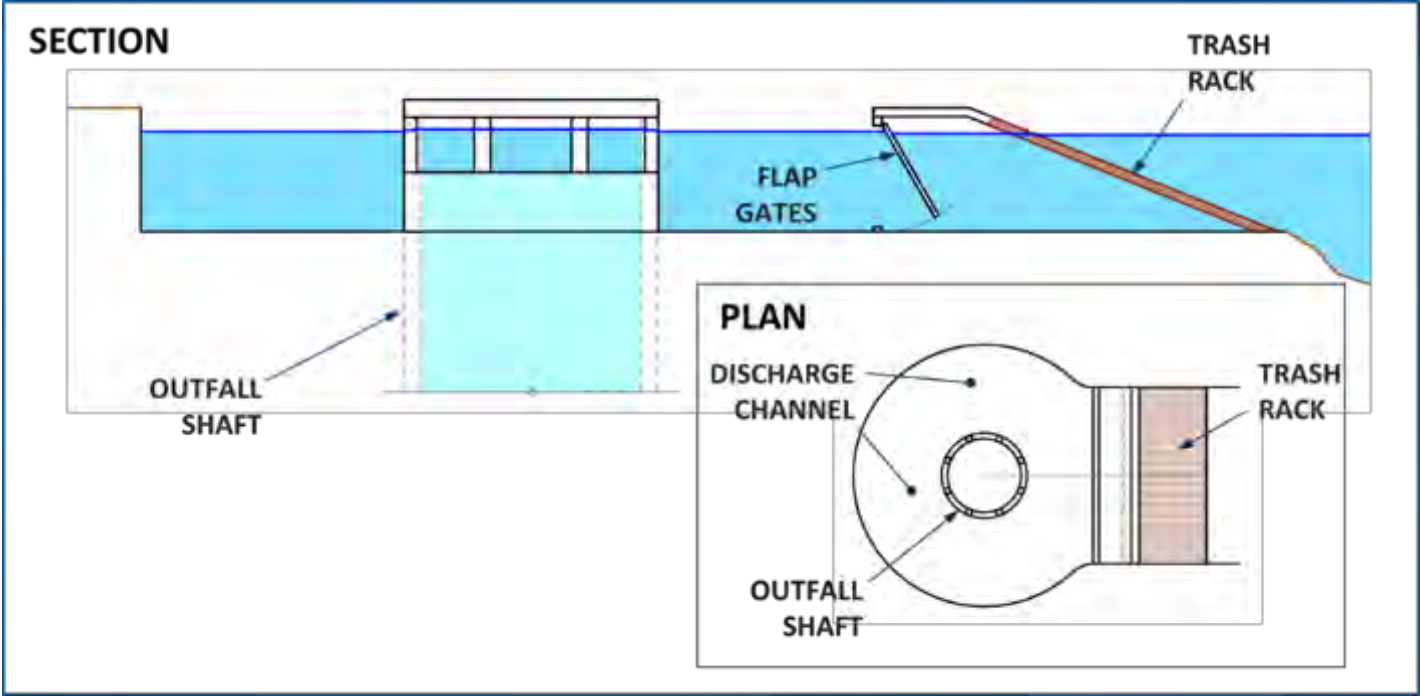 SECTION
TRASH
RACK
FLAP
GATES
OUTFALL
SHAFT
PLAN
DISCHARGE
CHANNEL
TRASH
RACK
OUTFALL
SHAFT